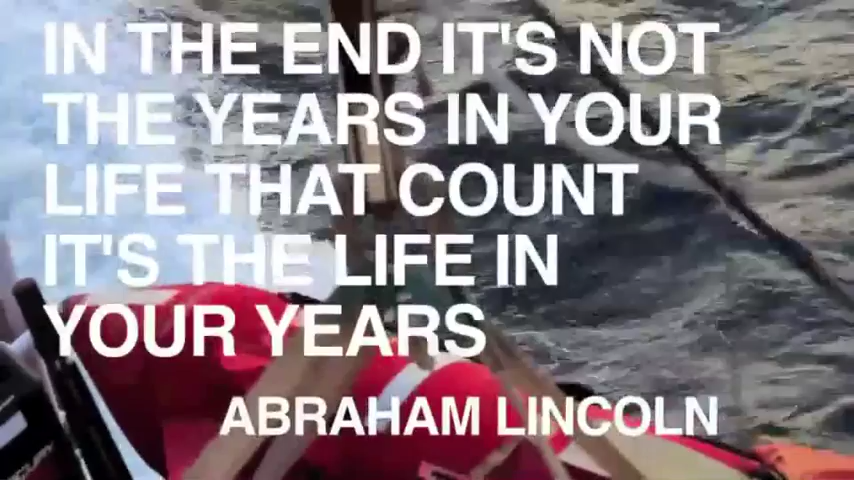 IN THE END IT'S NOT
THE YEARS IN YOUR
LIFE THAT COUNT
IT'S THE LIFE IN
YOUR YEARS
ABRAHAM LINCOLN